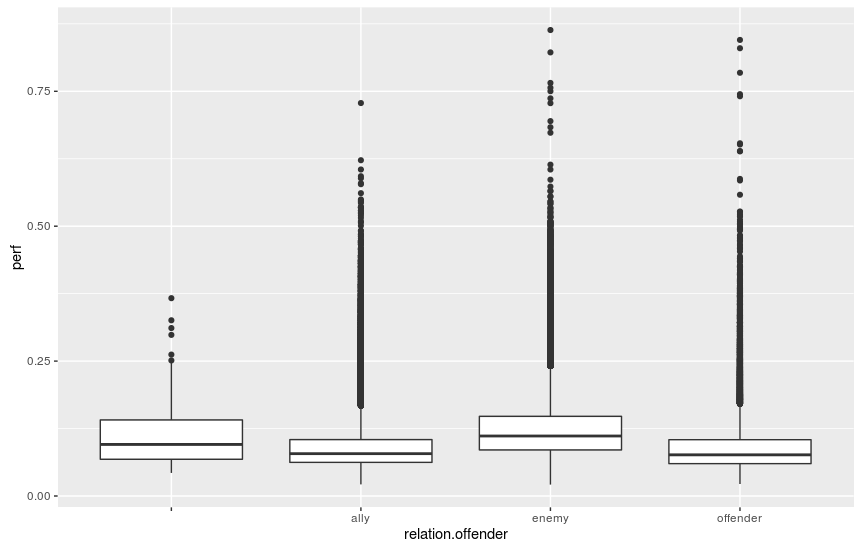 perf
0.75
0.50
0.25
0.00
ally enemy offender
relation.offender